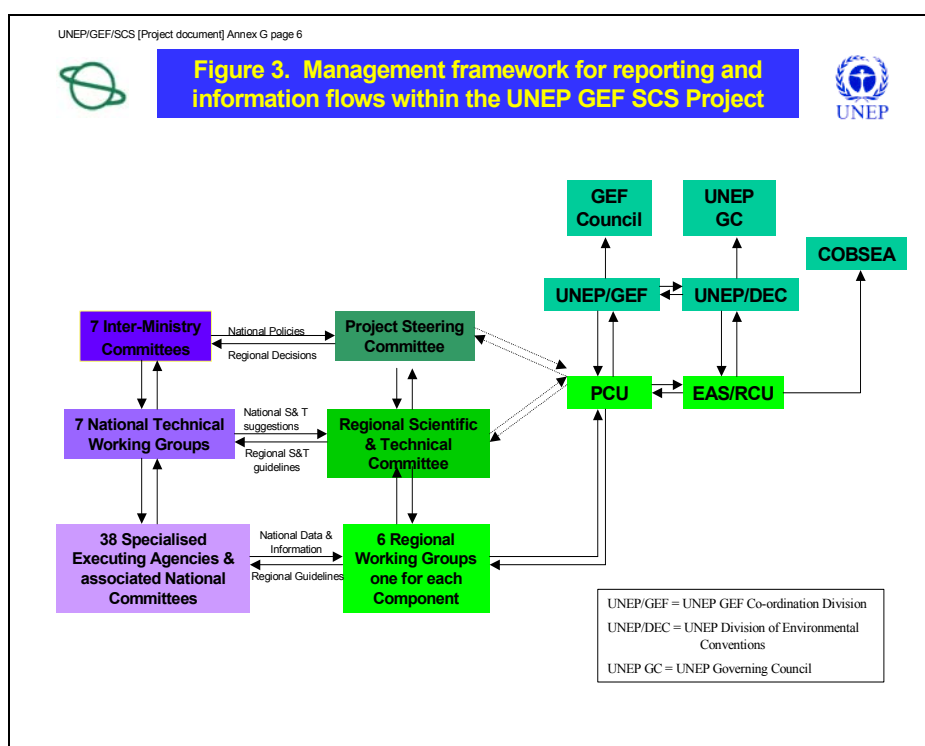 UNEP/GEF/SCS [Project document] Annex G page 6
Figure 3. Management framework for reporting and
information flows within the UNEP GEF SCS Project
UNEP
GEF
Council
UNEP
GC
COBSEA
UNEP/GEF
UNEP/DEC
7 Inter-Ministry
Committees
National Policies
Regional Decisions
Project Steering
Committee
PCU
EAS/RCU
7 National Technical
Working Groups
National S& T
suggestions
Regional S&T
guidelines
Regional Scientific
& Technical
Committee
38 Specialised
Executing Agencies &
associated National
Committees
National Data &
Information
Regional Guidelines
6 Regional
Working Groups
one for each
Component
UNEP/GEF = UNEP GEF Co-ordination Division
UNEP/DEC = UNEP Division of Environmental
Conventions
UNEP GC = UNEP Governing Council